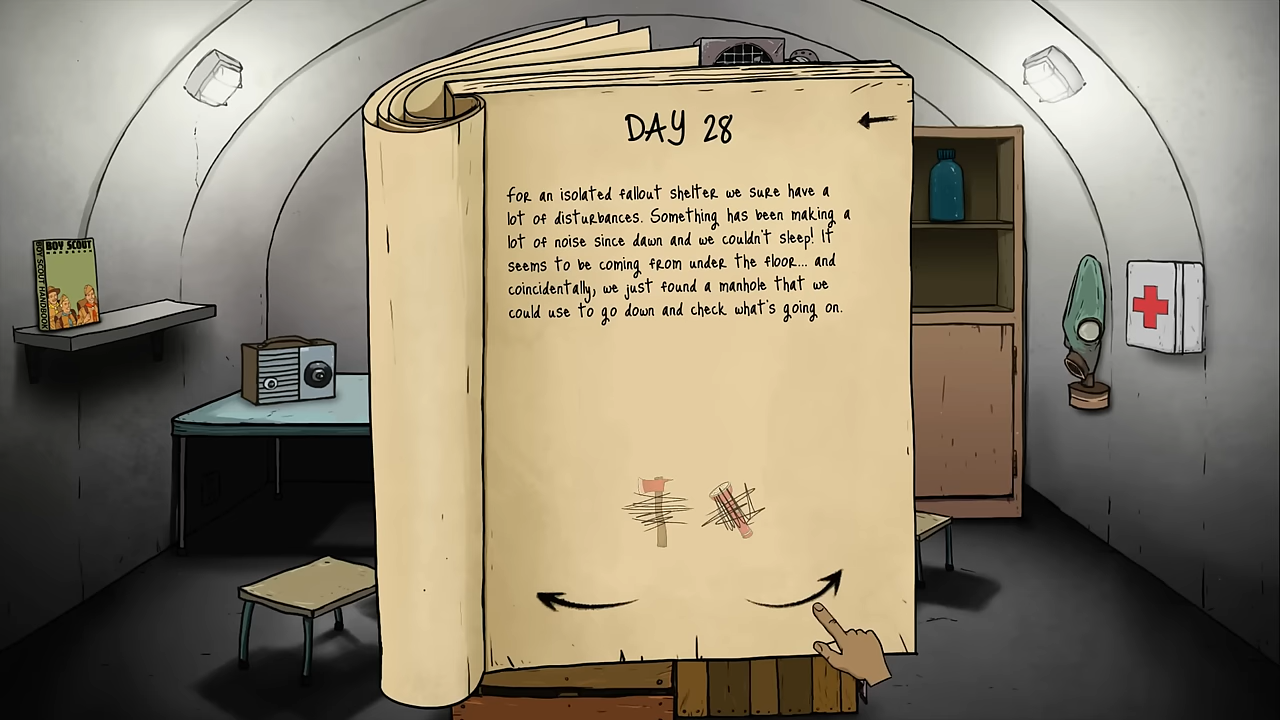 DAY 28
for an isolated fallout shelter we sure have a
lot of disturbances. Something has been making a
lot of noise since dawn and we couldn't sleep! It
seems to be coming from under the floor... and
coincidentally, we just found a manhole that we
could use to go down and check what's going on.
BOY SCOUT
BOY SCOUT HANDBOOK